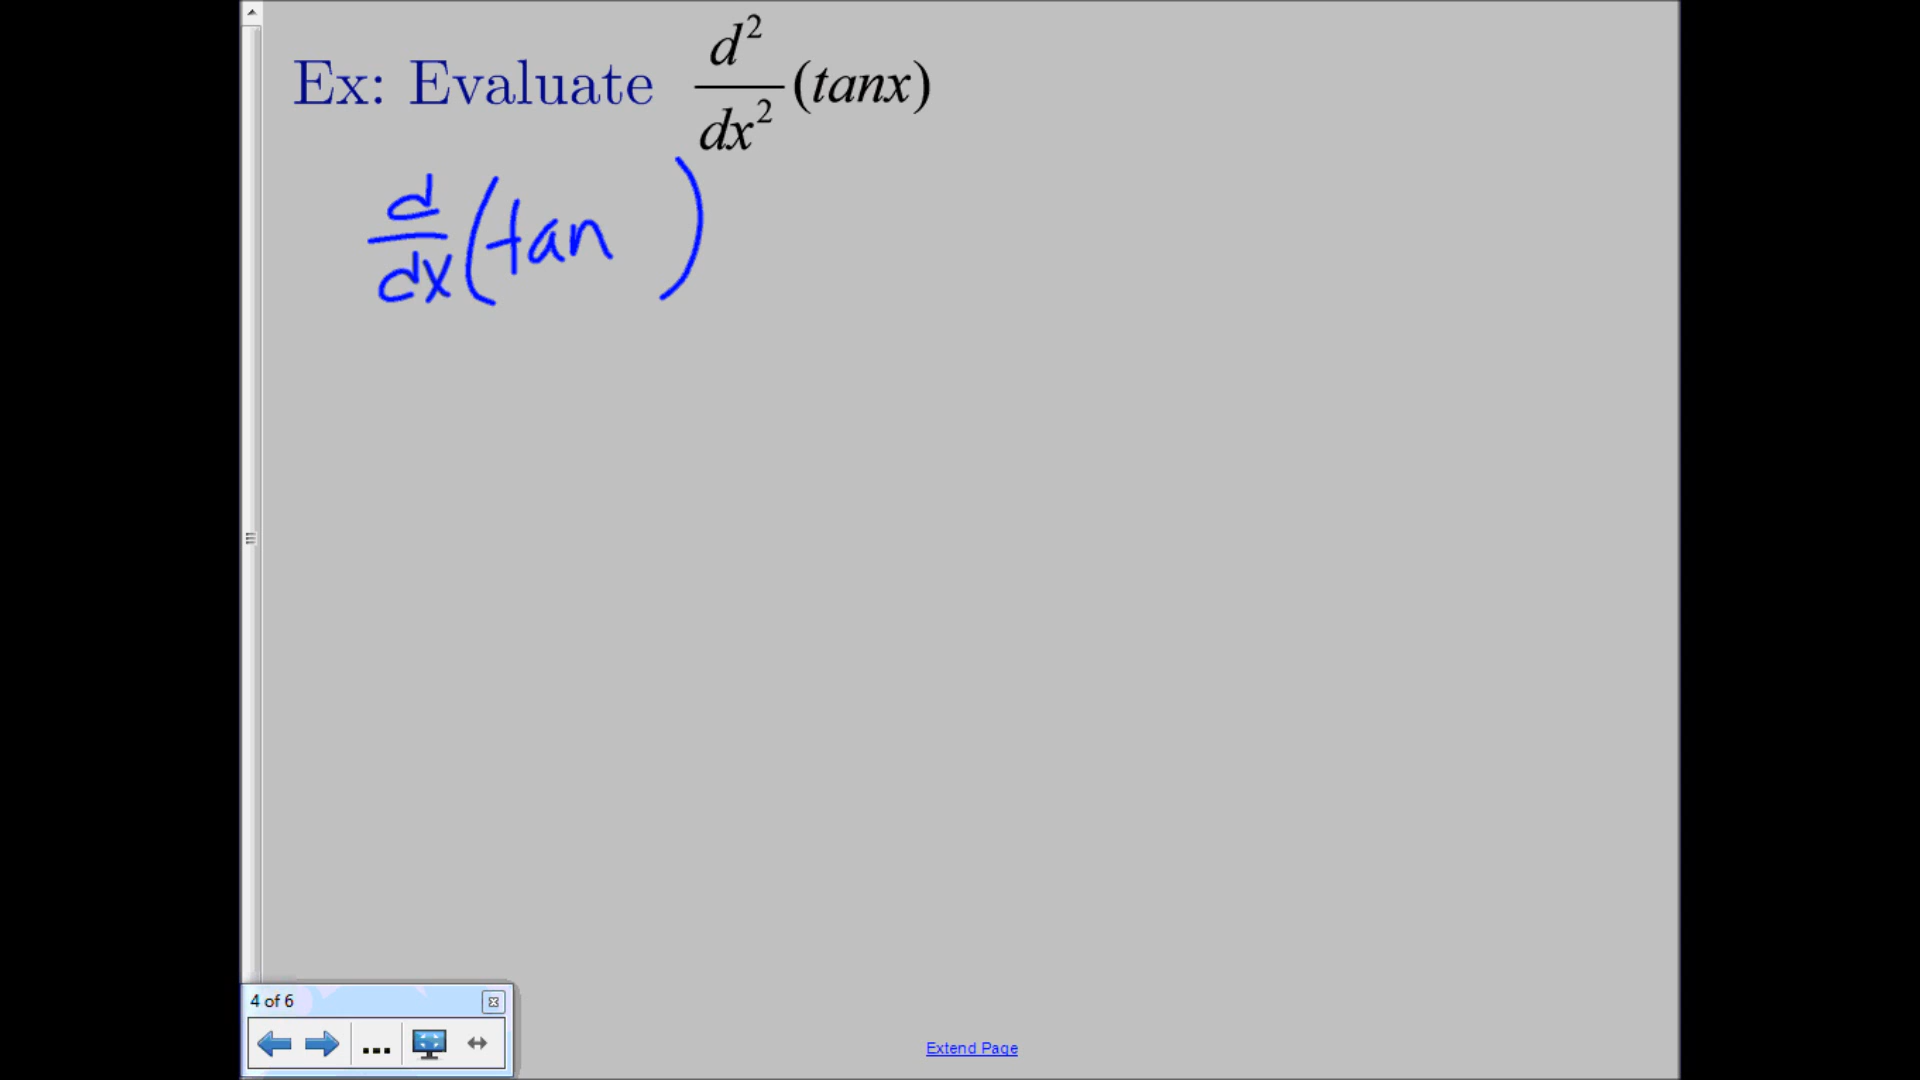 Ex: Evaluate d²/dx² (tanx)
d/dx (tan )
4 of 6
...
Extend Page